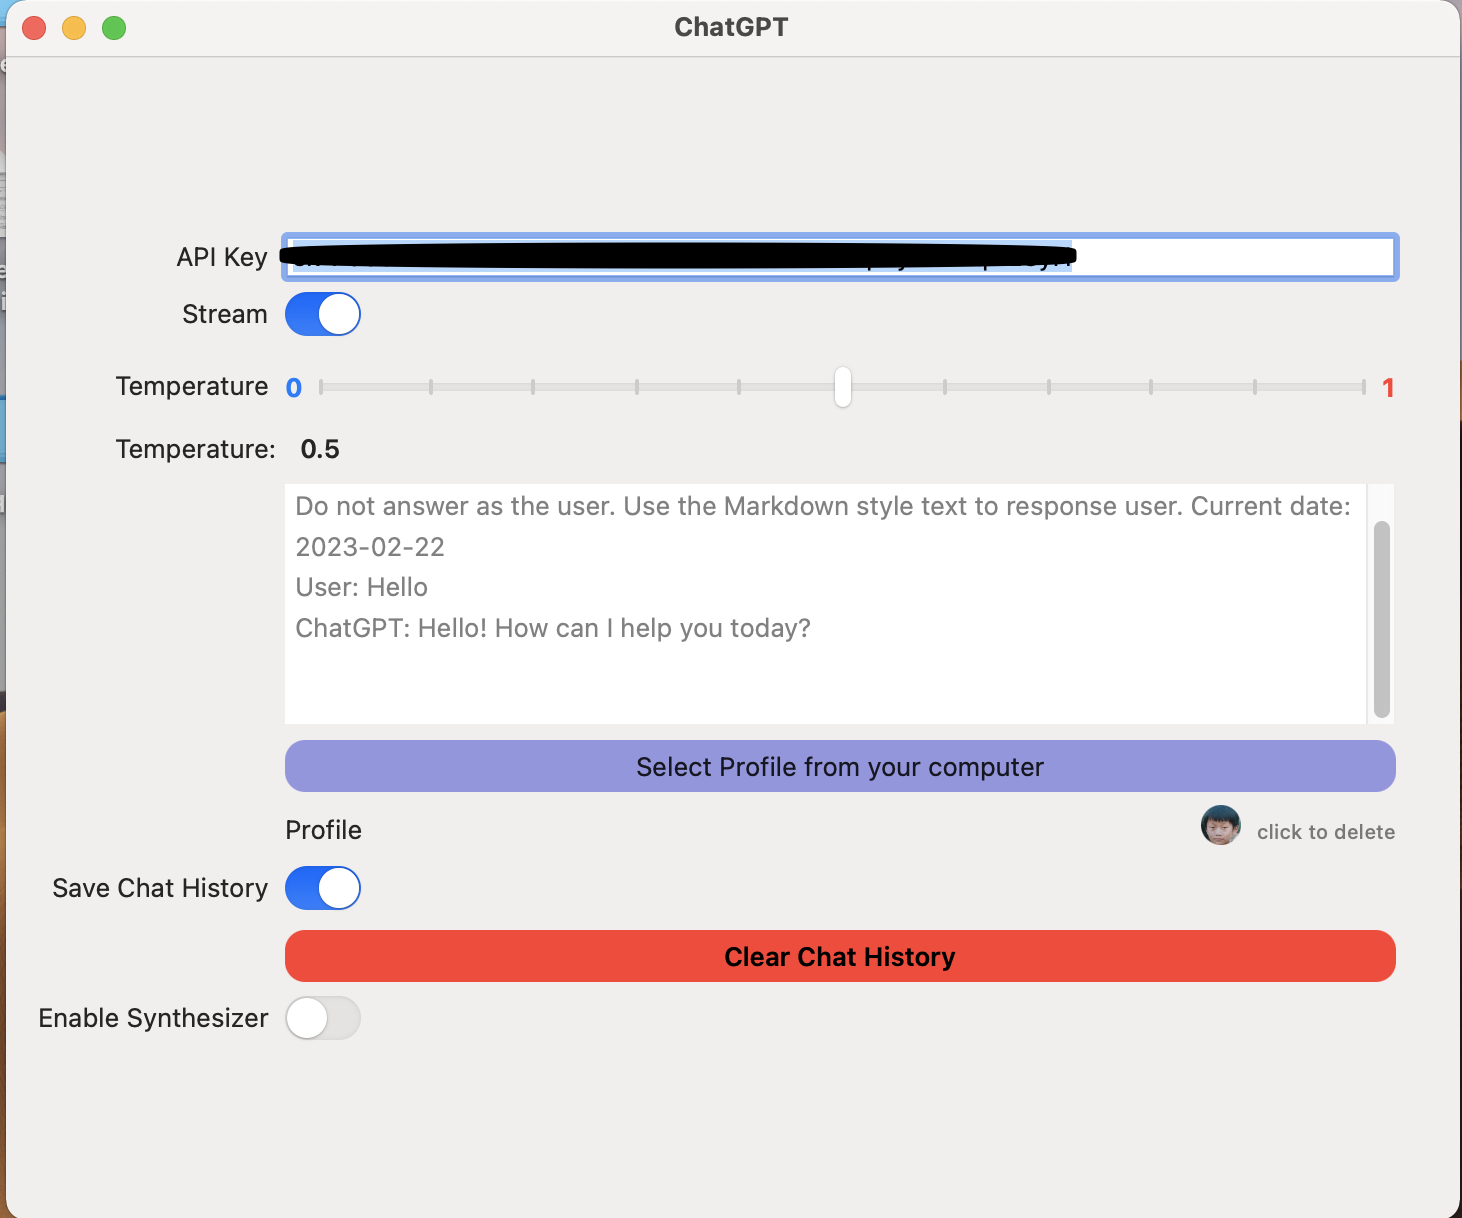 ChatGPT
API Key
Stream
Temperature 0 1
Temperature: 0.5
Do not answer as the user. Use the Markdown style text to response user. Current date:
2023-02-22
User: Hello
ChatGPT: Hello! How can I help you today?
Select Profile from your computer
Profile click to delete
Save Chat History
Clear Chat History
Enable Synthesizer